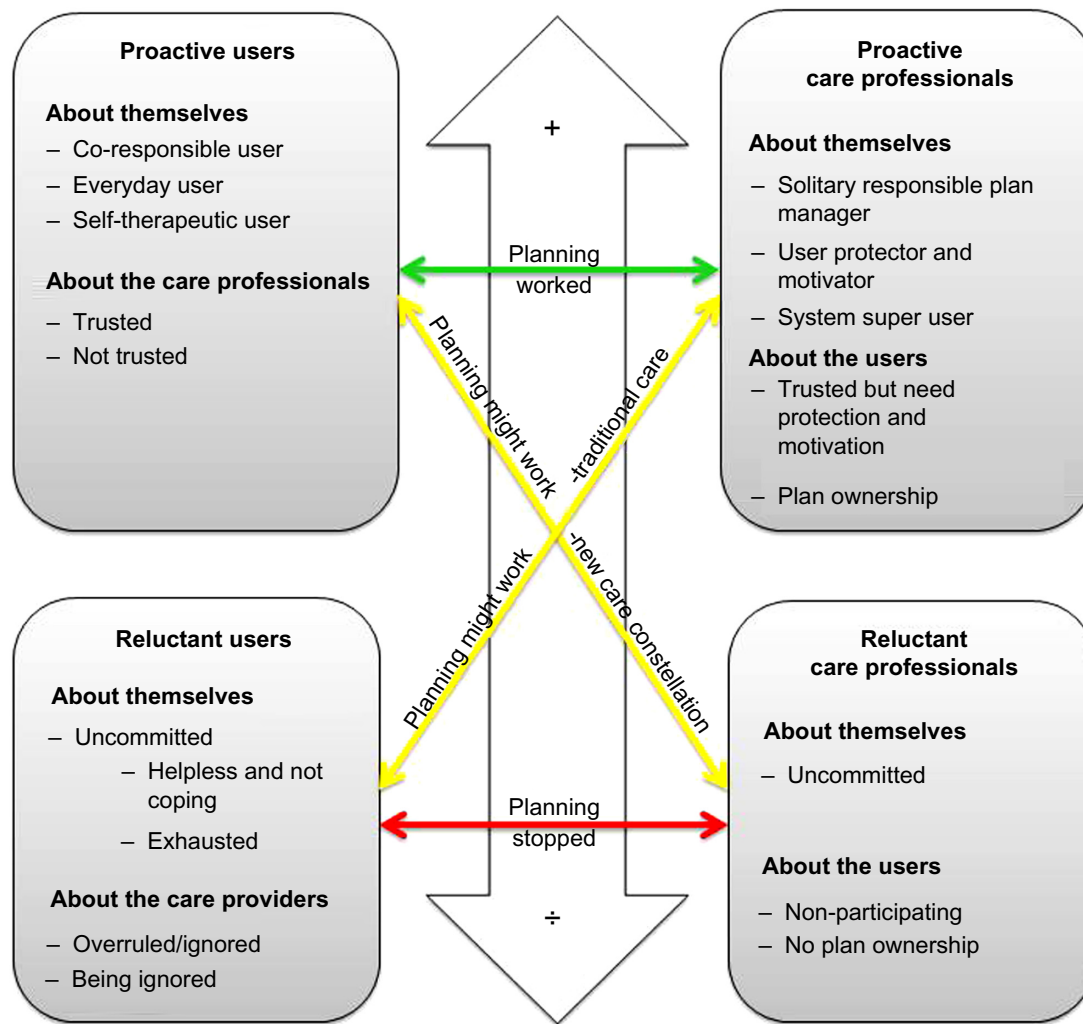 Proactive users
About themselves
– Co-responsible user
– Everyday user
– Self-therapeutic user
About the care professionals
– Trusted
– Not trusted
+
Proactive
care professionals
About themselves
– Solitary responsible plan
manager
– User protector and
motivator
– System super user
About the users
– Trusted but need
protection and
motivation
– Plan ownership
Planning
worked
Planning might work
-new care constellation
Planning might work
-traditional care
Reluctant users
About themselves
– Uncommitted
– Helpless and not
coping
– Exhausted
About the care providers
– Overruled/ignored
– Being ignored
Planning
stopped
÷
Reluctant
care professionals
About themselves
– Uncommitted
About the users
– Non-participating
– No plan ownership